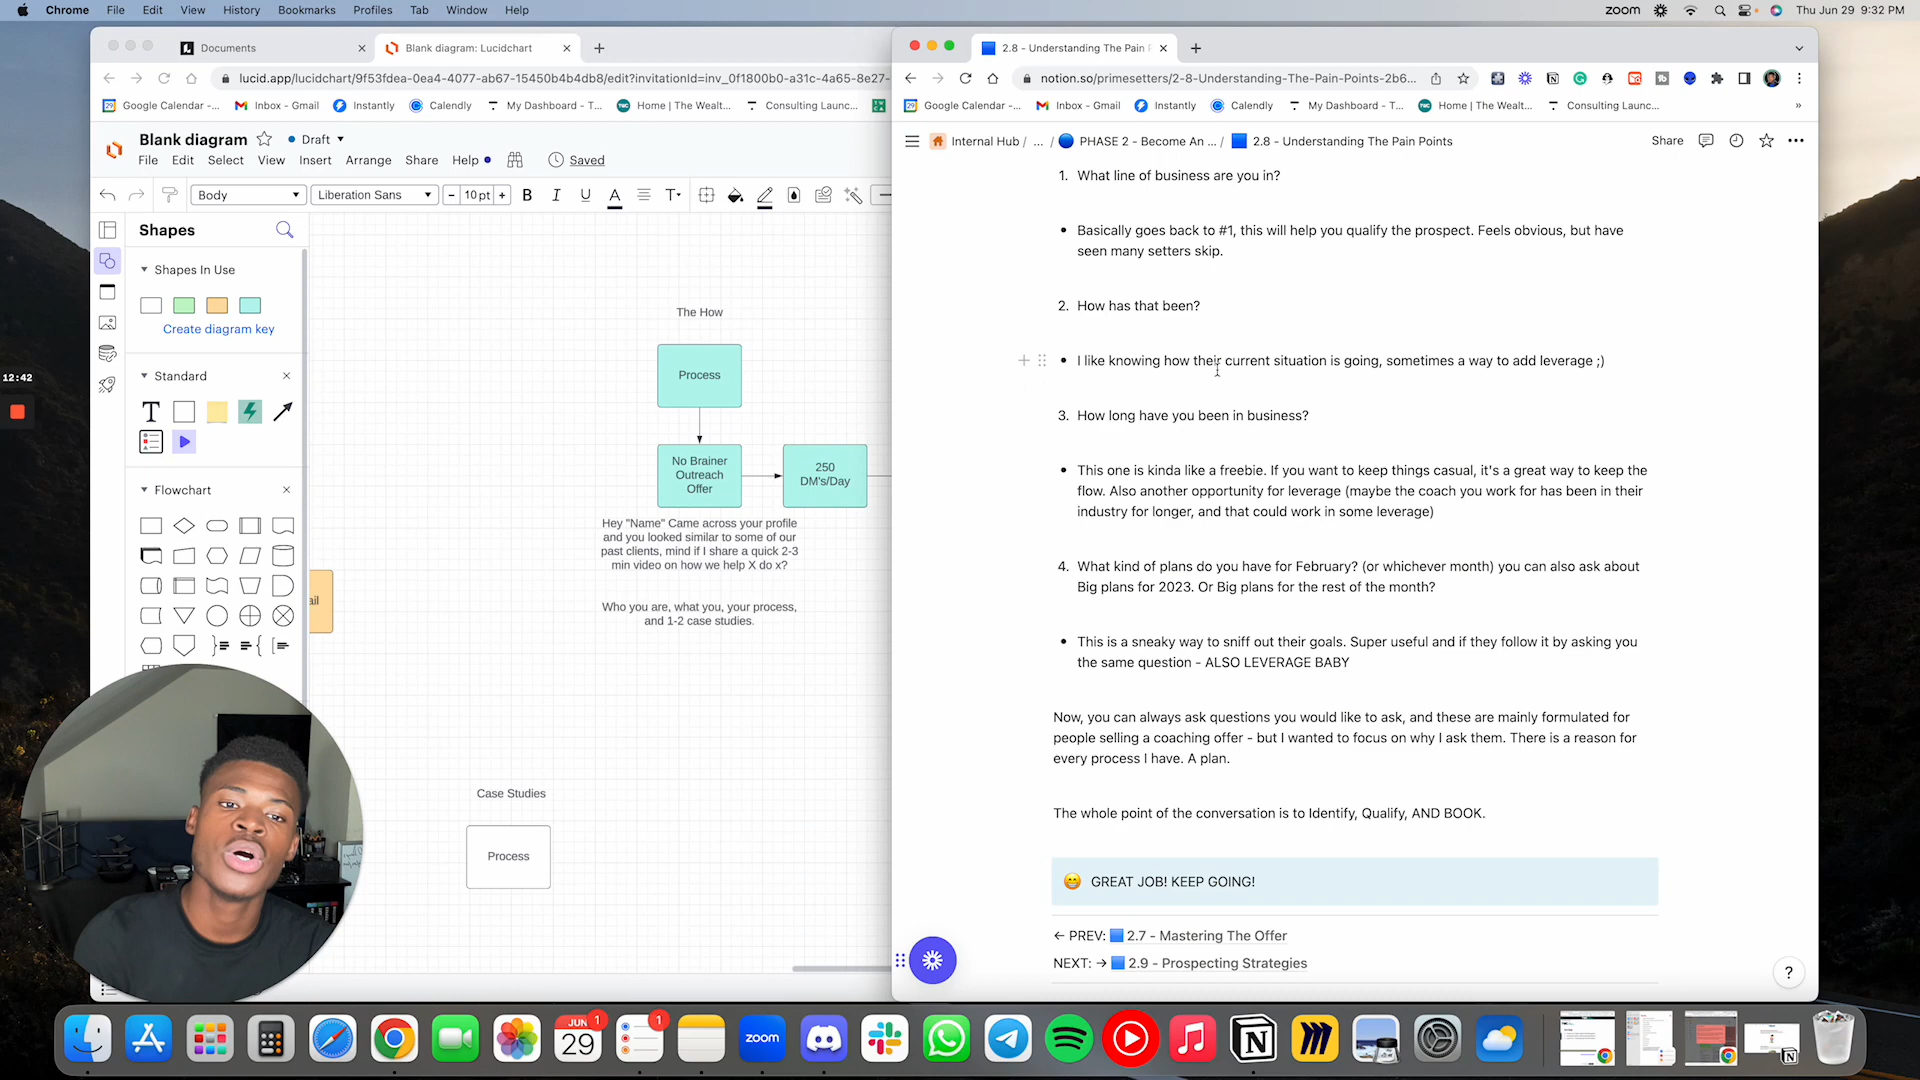 Chrome File Edit View History Bookmarks Profiles Tab Window Help
zoom Thu Jun 29 9:32 PM
Documents
Blank diagram: Lucidchart
lucid.app/lucidchart/9f53fdea-0ea4-4077-ab67-15450b4b4db8/edit?invitationId=inv_0f1800b0-a31c-4a65-8e27-
Google Calendar -... Inbox - Gmail Instantly Calendly My Dashboard - T... Home | The Wealt... Consulting Launc...
Blank diagram Draft
File Edit Select View Insert Arrange Share Help Saved
Body Liberation Sans 10 pt B I U A T
Shapes
Shapes In Use
Create diagram key
Standard
T
Flowchart
12:42
The How
Process
No Brainer
Outreach
Offer
250
DM's/Day
Hey "Name" Came across your profile
and you looked similar to some of our
past clients, mind if I share a quick 2-3
min video on how we help X do x?
ail
Who you are, what you, your process,
and 1-2 case studies.
Case Studies
Process
2.8 - Understanding The Pain P
notion.so/primesetters/2-8-Understanding-The-Pain-Points-2b6...
Google Calendar -... Inbox - Gmail Instantly Calendly My Dashboard - T... Home | The Wealt... Consulting Launc... »
Internal Hub / ... / PHASE 2 - Become An ... / 2.8 - Understanding The Pain Points
Share
1. What line of business are you in?
• Basically goes back to #1, this will help you qualify the prospect. Feels obvious, but have
seen many setters skip.
2. How has that been?
• I like knowing how their current situation is going, sometimes a way to add leverage ;)
3. How long have you been in business?
• This one is kinda like a freebie. If you want to keep things casual, it's a great way to keep the
flow. Also another opportunity for leverage (maybe the coach you work for has been in their
industry for longer, and that could work in some leverage)
4. What kind of plans do you have for February? (or whichever month) you can also ask about
Big plans for 2023. Or Big plans for the rest of the month?
• This is a sneaky way to sniff out their goals. Super useful and if they follow it by asking you
the same question - ALSO LEVERAGE BABY
Now, you can always ask questions you would like to ask, and these are mainly formulated for
people selling a coaching offer - but I wanted to focus on why I ask them. There is a reason for
every process I have. A plan.
The whole point of the conversation is to Identify, Qualify, AND BOOK.
GREAT JOB! KEEP GOING!
← PREV: 2.7 - Mastering The Offer
NEXT: → 2.9 - Prospecting Strategies
?
JUN
29
1
1
zoom